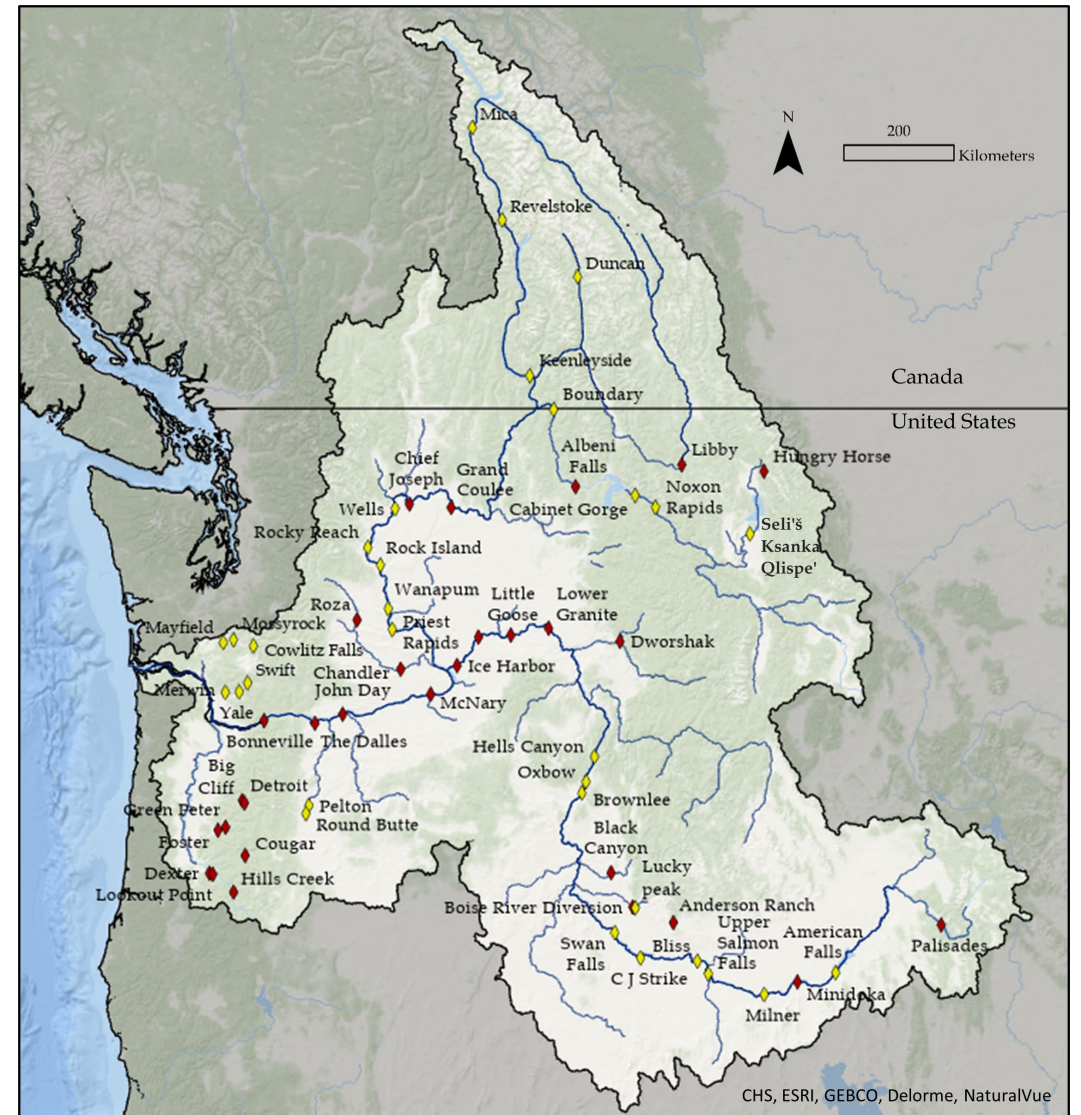 Mica
N
200
Kilometers
Revelstoke
Duncan
Keenleyside
Canada
Boundary
United States
Albeni
Falls
Libby
Hungry Horse
Chief
Joseph
Grand
Coulee
Noxon
Rapids
Cabinet Gorge
Wells
Seli'š
Ksanka
Qlispe'
Rocky Reach
Rock Island
Wanapum
Little
Goose
Lower
Granite
Roza
Priest
Rapids
Mayfield
Mossyrock
Dworshak
Cowlitz Falls
Ice Harbor
Swift
Chandler
John Day
Merwin
McNary
Yale
Bonneville
The Dalles
Hells Canyon
Big
Cliff
Oxbow
Detroit
Brownlee
Green Peter
Pelton
Round Butte
Black
Canyon
Foster
Cougar
Lucky
peak
Dexter
Hills Creek
Lookout Point
Boise River Diversion
Anderson Ranch
Upper
Salmon
Falls
American
Falls
Swan
Falls
Bliss
Palisades
C J Strike
Minidoka
Milner
CHS, ESRI, GEBCO, Delorme, NaturalVue